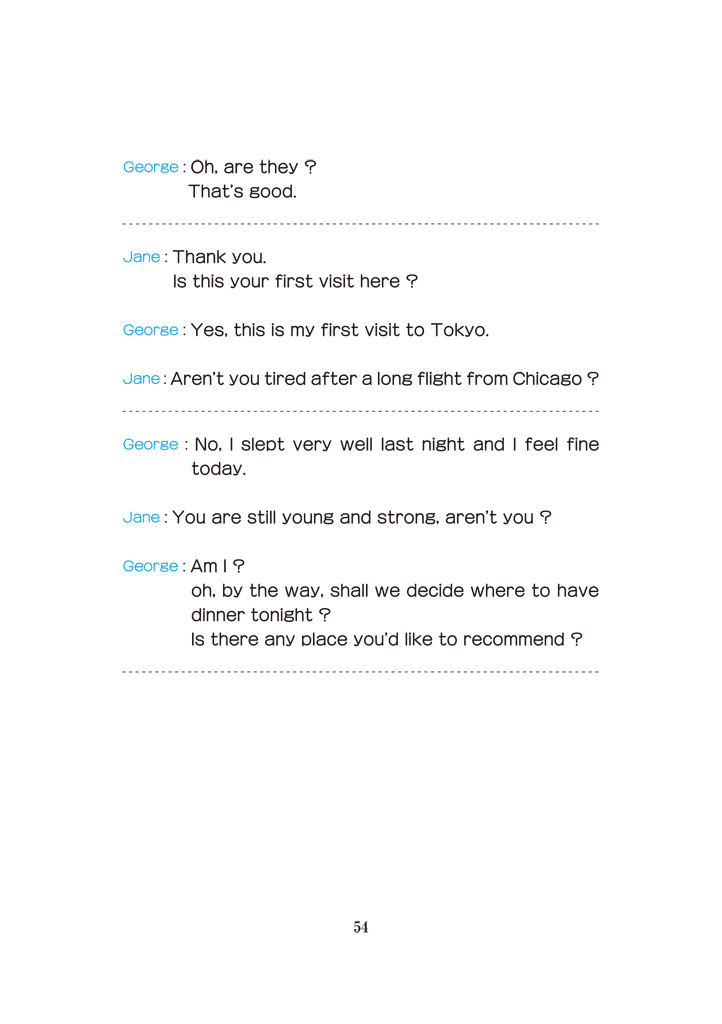 George : Oh, are they ?
That's good.
Jane : Thank you.
Is this your first visit here ?
George : Yes, this is my first visit to Tokyo.
Jane : Aren't you tired after a long flight from Chicago ?
George : No, I slept very well last night and I feel fine
today.
Jane : You are still young and strong, aren't you ?
George : Am I ?
oh, by the way, shall we decide where to have
dinner tonight ?
Is there any place you'd like to recommend ?
54